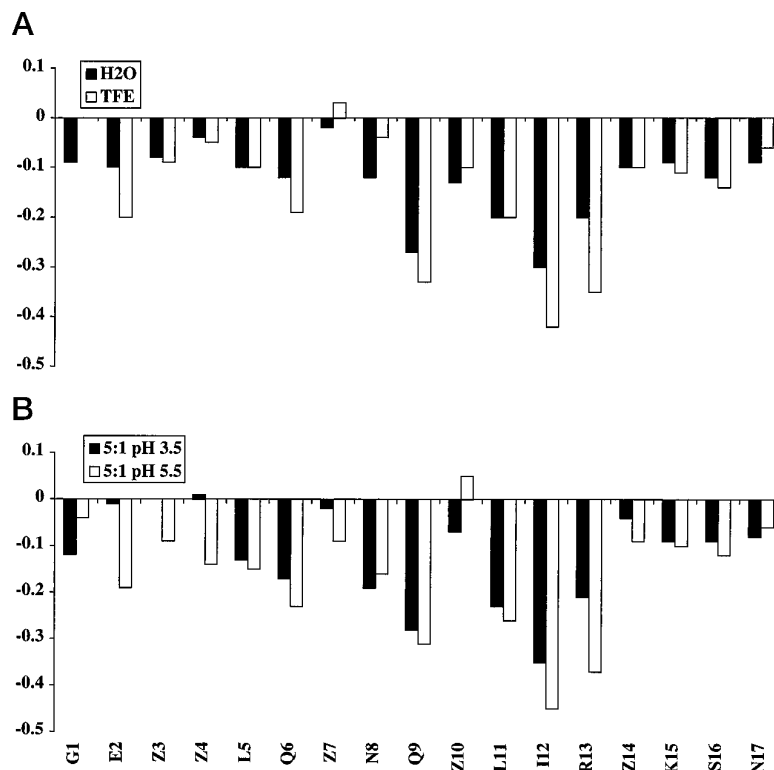 A
0.1
H2O
TFE
0
-0.1
-0.2
-0.3
-0.4
-0.5
B
0.1
5:1 pH 3.5
5:1 pH 5.5
0
-0.1
-0.2
-0.3
-0.4
-0.5
G1 E2 Z3 Z4 L5 Q6 Z7 N8 Q9 Z10 L11 I12 R13 Z14 K15 S16 N17